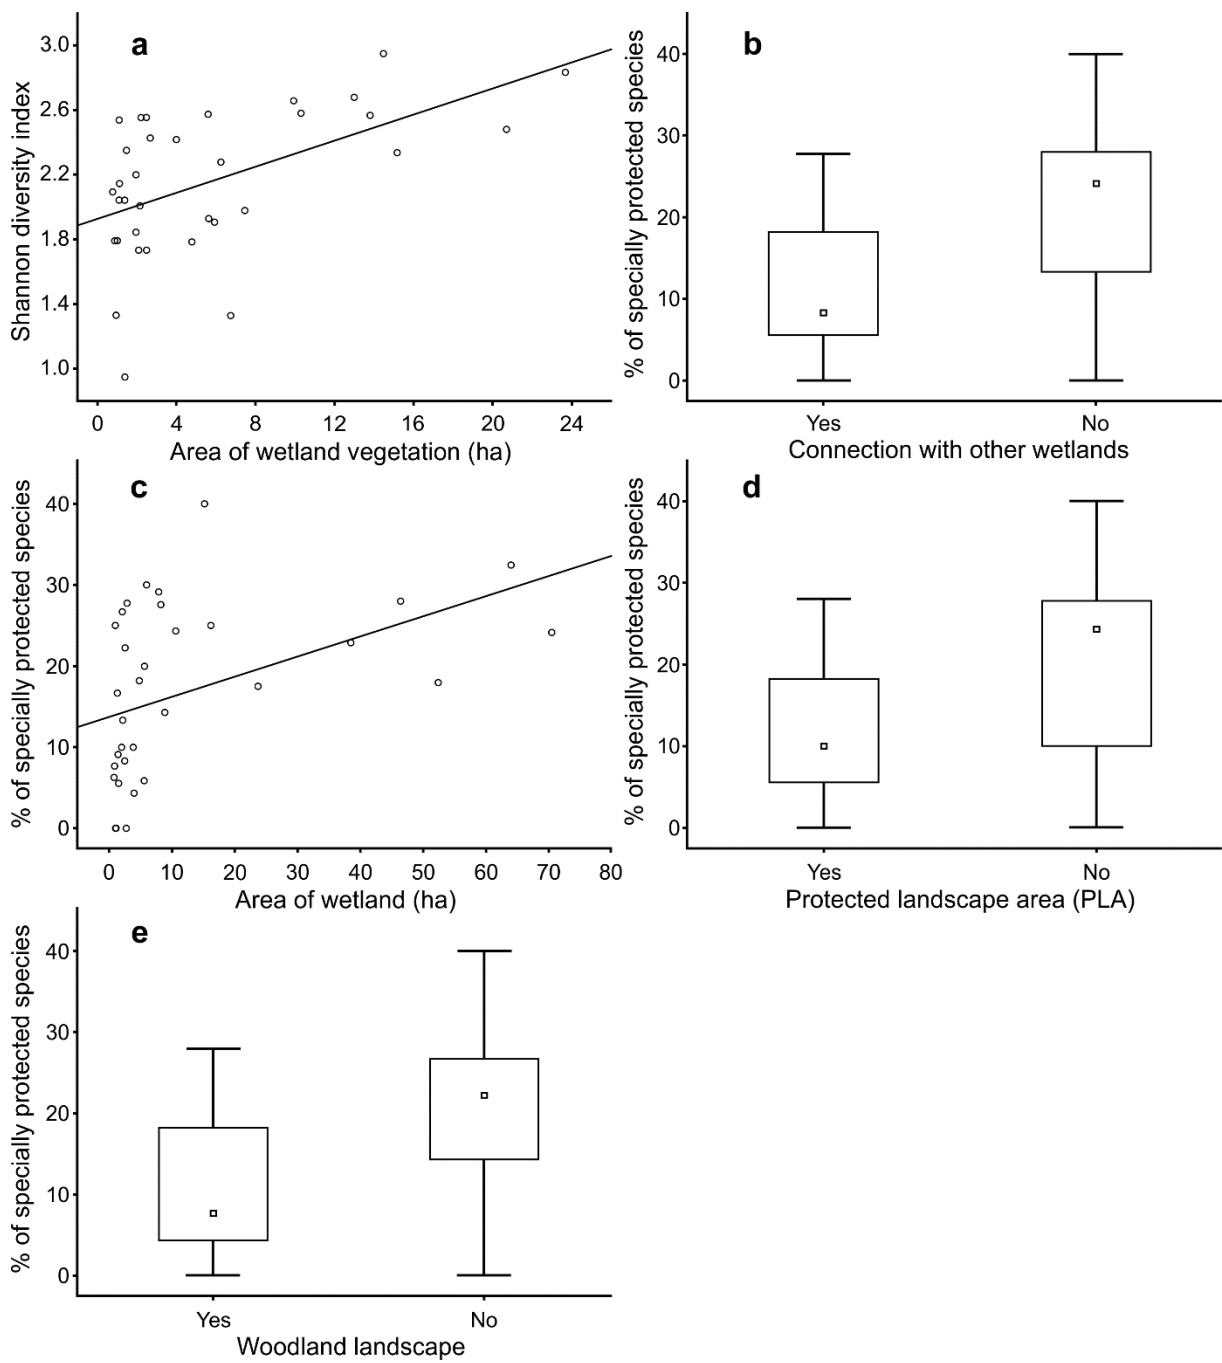 a
Shannon diversity index
3.0
2.6
2.2
1.8
1.4
1.0
0 4 8 12 16 20 24
Area of wetland vegetation (ha)
b
% of specially protected species
40
30
20
10
0
Yes No
Connection with other wetlands
c
% of specially protected species
40
30
20
10
0
0 10 20 30 40 50 60 70 80
Area of wetland (ha)
d
% of specially protected species
40
30
20
10
0
Yes No
Protected landscape area (PLA)
e
% of specially protected species
40
30
20
10
0
Yes No
Woodland landscape